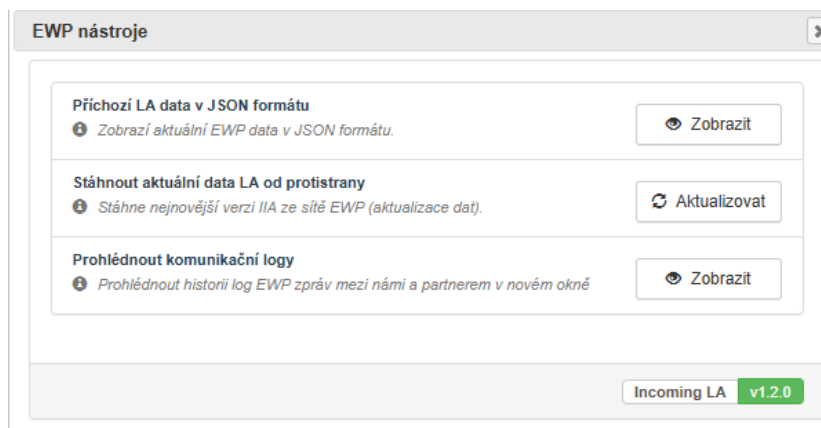 EWP nástroje
Příchozí LA data v JSON formátu
Zobrazí aktuální EWP data v JSON formátu.
Zobrazit
Stáhnout aktuální data LA od protistrany
Stáhne nejnovější verzi IIA ze sítě EWP (aktualizace dat).
Aktualizovat
Prohlédnout komunikační logy
Prohlédnout historii log EWP zpráv mezi námi a partnerem v novém okně
Zobrazit
Incoming LA v1.2.0